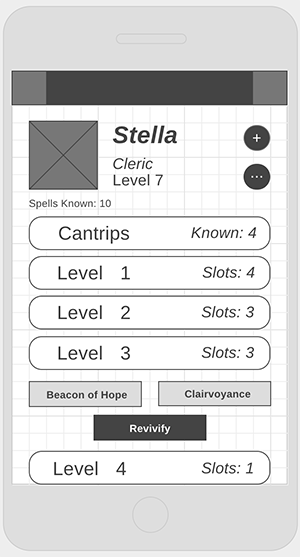 Stella
+
Cleric
...
Level 7
Spells Known: 10
Cantrips Known: 4
Level 1 Slots: 4
Level 2 Slots: 3
Level 3 Slots: 3
Beacon of Hope Clairvoyance
Revivify
Level 4 Slots: 1